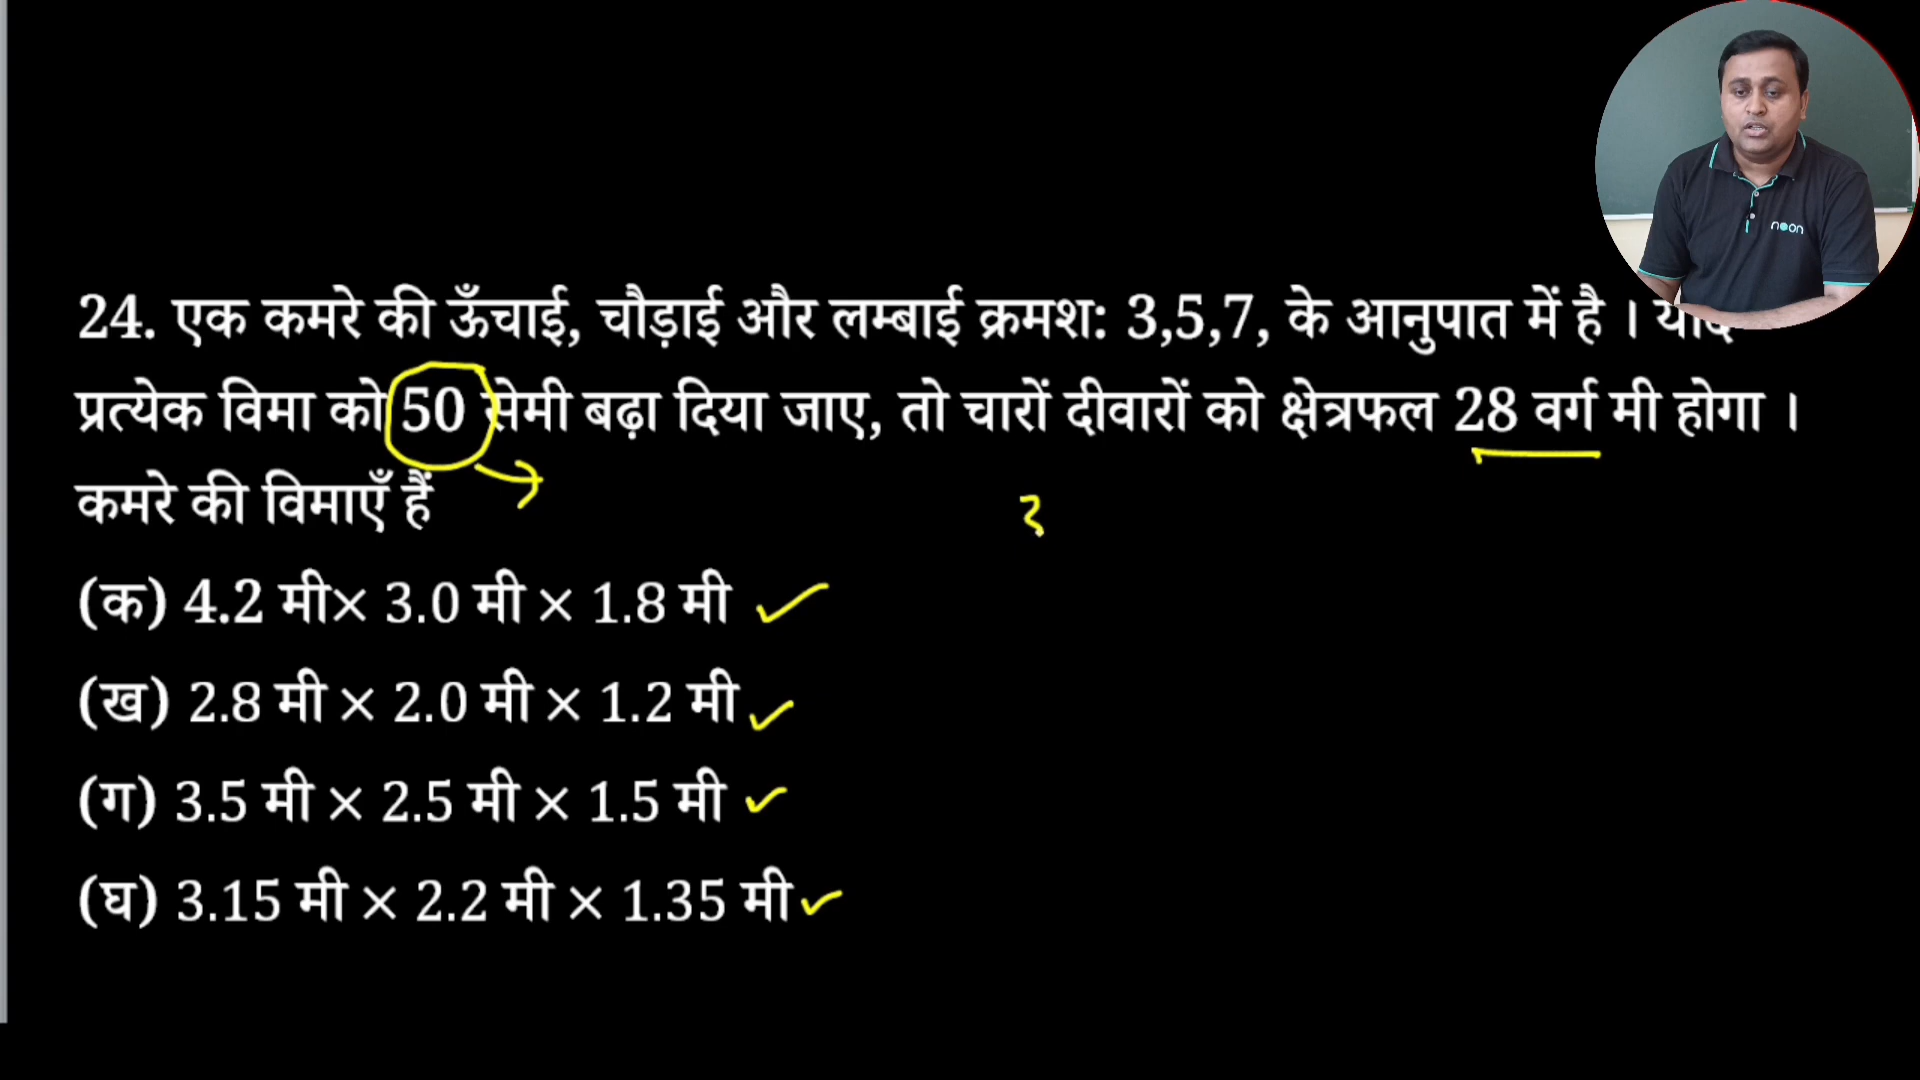 noon
24. एक कमरे की ऊँचाई, चौड़ाई और लम्बाई क्रमश: 3,5,7, के आनुपात में है ।
प्रत्येक विमा को 50 सेमी बढ़ा दिया जाए, तो चारों दीवारों को क्षेत्रफल 28 वर्ग मी होगा ।
कमरे की विमाएँ हैं
(क) 4.2 मी× 3.0 मी × 1.8 मी
(ख) 2.8 मी × 2.0 मी × 1.2 मी
(ग) 3.5 मी × 2.5 मी × 1.5 मी
(घ) 3.15 मी × 2.2 मी × 1.35 मी